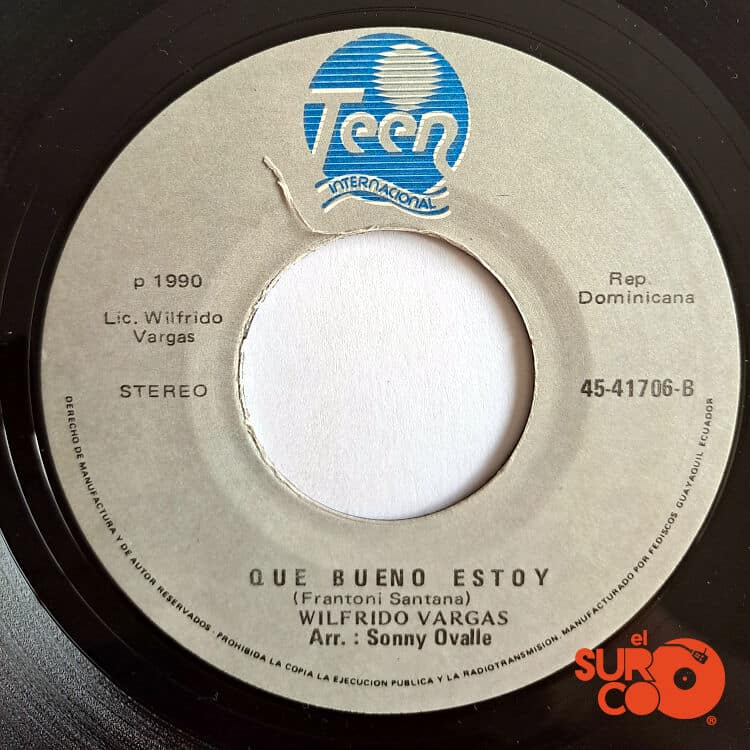 Teen
INTERNACIONAL
p 1990
Lic. Wilfrido
Vargas
STEREO
Rep.
Dominicana
45-41706-B
QUE BUENO ESTOY
(Frantoni Santana)
WILFRIDO VARGAS
Arr. : Sonny Ovalle
DERECHO DE MANUFACTURA Y DE AUTOR RESERVADOS - PROHIBIDA LA COPIA LA EJECUCION PUBLICA Y LA RADIOTRANSMISION. MANUFACTURADO POR FEDISCOS GUAYAQUIL ECUADOR
el
SUR
CO
®